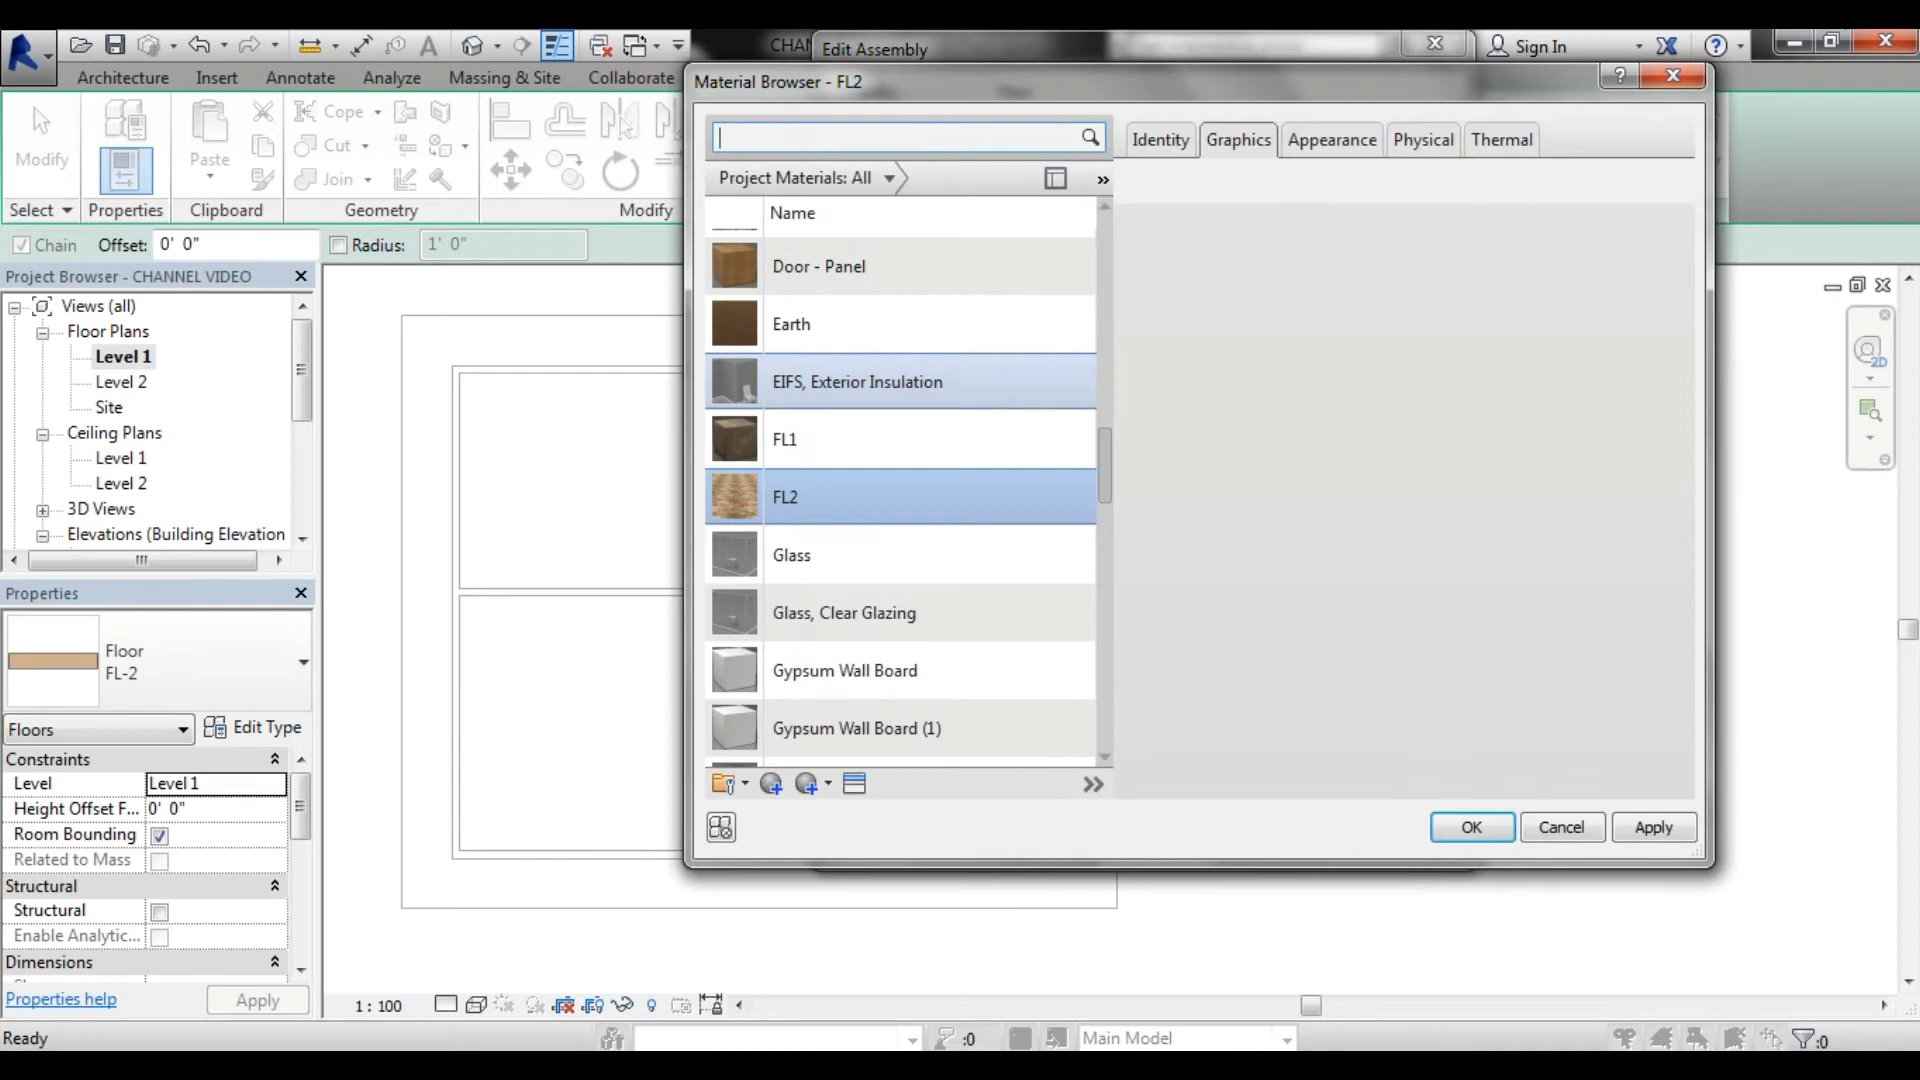 CHAN
Edit Assembly
Sign In
Architecture
Insert
Annotate
Analyze
Massing & Site
Collaborate
Material Browser - FL2
Modify
Paste
Cope
Cut
Join
Select
Properties
Clipboard
Geometry
Modify
Chain
Offset:
0' 0"
Radius:
1' 0"
Project Materials: All
Identity
Graphics
Appearance
Physical
Thermal
Name
Door - Panel
Earth
EIFS, Exterior Insulation
FL1
FL2
Glass
Glass, Clear Glazing
Gypsum Wall Board
Gypsum Wall Board (1)
OK
Cancel
Apply
Project Browser - CHANNEL VIDEO
Views (all)
Floor Plans
Level 1
Level 2
Site
Ceiling Plans
Level 1
Level 2
3D Views
Elevations (Building Elevation
2D
Properties
Floor
FL-2
Floors
Edit Type
Constraints
Level
Level 1
Height Offset F...
0' 0"
Room Bounding
Related to Mass
Structural
Structural
Enable Analytic...
Dimensions
Properties help
Apply
1 : 100
Ready
:0
Main Model
:0